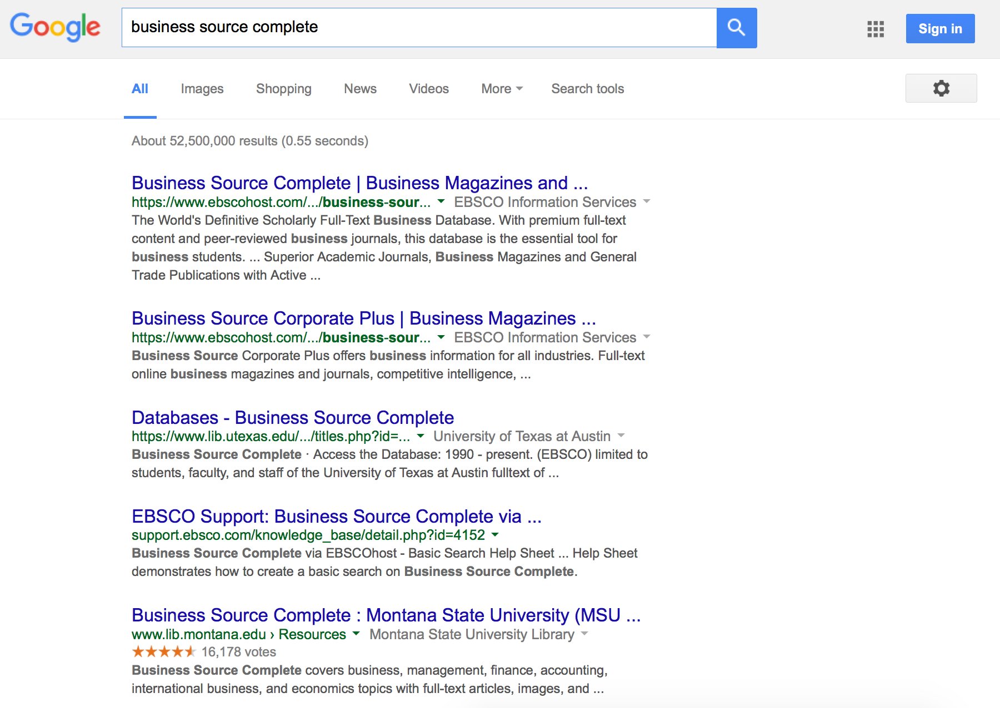 Google
business source complete
Sign in
All Images Shopping News Videos More Search tools
About 52,500,000 results (0.55 seconds)
Business Source Complete | Business Magazines and ...
https://www.ebscohost.com/.../business-sour... EBSCO Information Services
The World's Definitive Scholarly Full-Text Business Database. With premium full-text
content and peer-reviewed business journals, this database is the essential tool for
business students. ... Superior Academic Journals, Business Magazines and General
Trade Publications with Active ...
Business Source Corporate Plus | Business Magazines ...
https://www.ebscohost.com/.../business-sour... EBSCO Information Services
Business Source Corporate Plus offers business information for all industries. Full-text
online business magazines and journals, competitive intelligence, ...
Databases - Business Source Complete
https://www.lib.utexas.edu/.../titles.php?id=... University of Texas at Austin
Business Source Complete · Access the Database: 1990 - present. (EBSCO) limited to
students, faculty, and staff of the University of Texas at Austin fulltext of ...
EBSCO Support: Business Source Complete via ...
support.ebsco.com/knowledge_base/detail.php?id=4152
Business Source Complete via EBSCOhost - Basic Search Help Sheet ... Help Sheet
demonstrates how to create a basic search on Business Source Complete.
Business Source Complete : Montana State University (MSU ...
www.lib.montana.edu › Resources Montana State University Library
16,178 votes
Business Source Complete covers business, management, finance, accounting,
international business, and economics topics with full-text articles, images, and ...